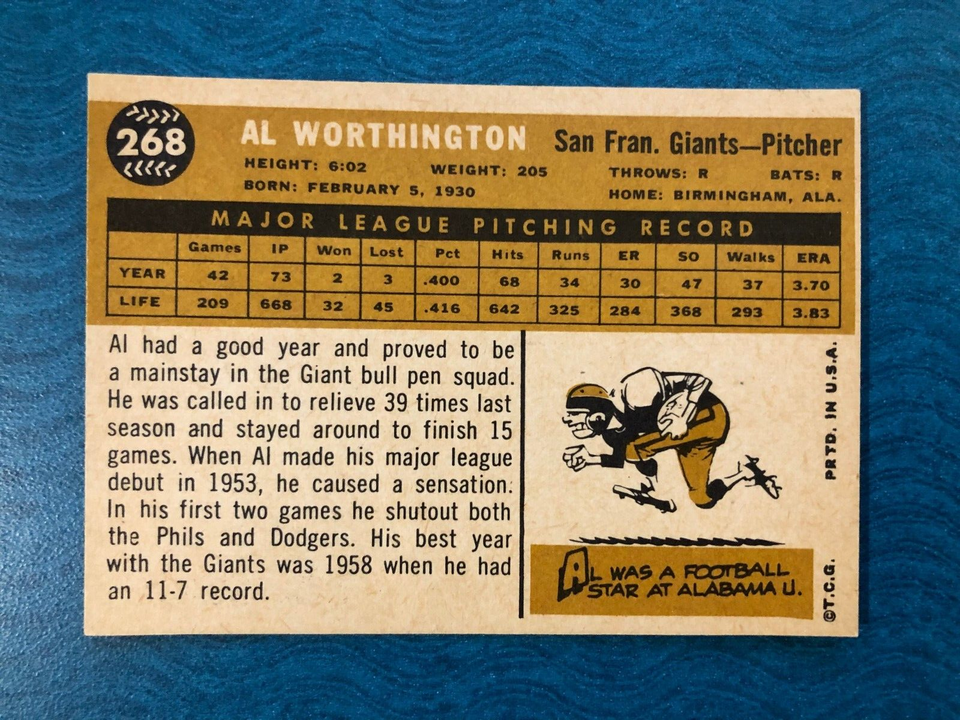 268
AL WORTHINGTON San Fran. Giants—Pitcher
HEIGHT: 6:02 WEIGHT: 205 THROWS: R BATS: R
BORN: FEBRUARY 5, 1930 HOME: BIRMINGHAM, ALA.
MAJOR LEAGUE PITCHING RECORD
Games IP Won Lost Pct Hits Runs ER SO Walks ERA
YEAR 42 73 2 3 .400 68 34 30 47 37 3.70
LIFE 209 668 32 45 .416 642 325 284 368 293 3.83
Al had a good year and proved to be
a mainstay in the Giant bull pen squad.
He was called in to relieve 39 times last
season and stayed around to finish 15
games. When Al made his major league
debut in 1953, he caused a sensation.
In his first two games he shutout both
the Phils and Dodgers. His best year
with the Giants was 1958 when he had
an 11-7 record.
AL WAS A FOOTBALL
STAR AT ALABAMA U.
©T.C.G. PRTD. IN U.S.A.